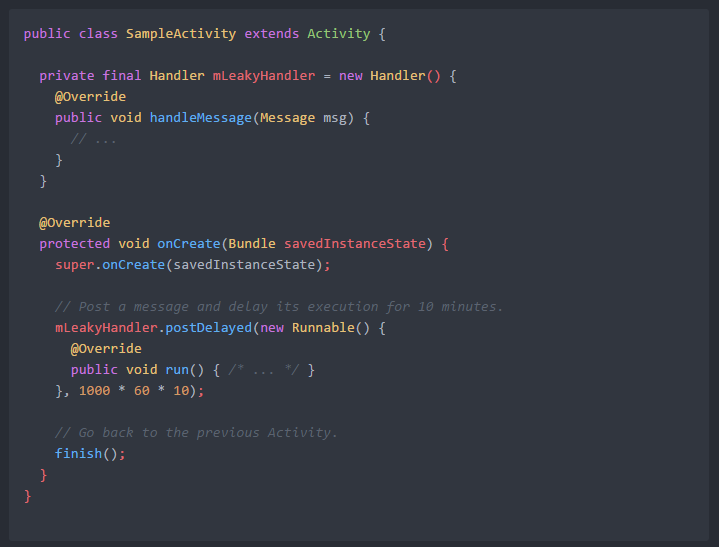 public class SampleActivity extends Activity {
private final Handler mLeakyHandler = new Handler() {
@Override
public void handleMessage(Message msg) {
// ...
}
}
@Override
protected void onCreate(Bundle savedInstanceState) {
super.onCreate(savedInstanceState);
// Post a message and delay its execution for 10 minutes.
mLeakyHandler.postDelayed(new Runnable() {
@Override
public void run() { /* ... */ }
}, 1000 * 60 * 10);
// Go back to the previous Activity.
finish();
}
}